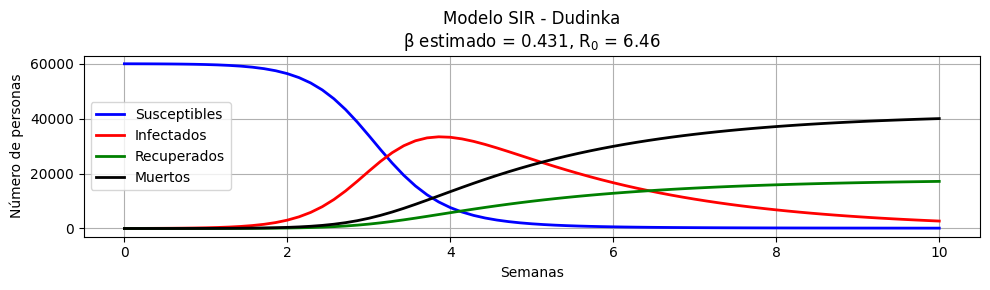 Modelo SIR - Dudinka
β estimado = 0.431, R₀ = 6.46
Número de personas
60000
40000
20000
0
Susceptibles
Infectados
Recuperados
Muertos
0 2 4 6 8 10
Semanas